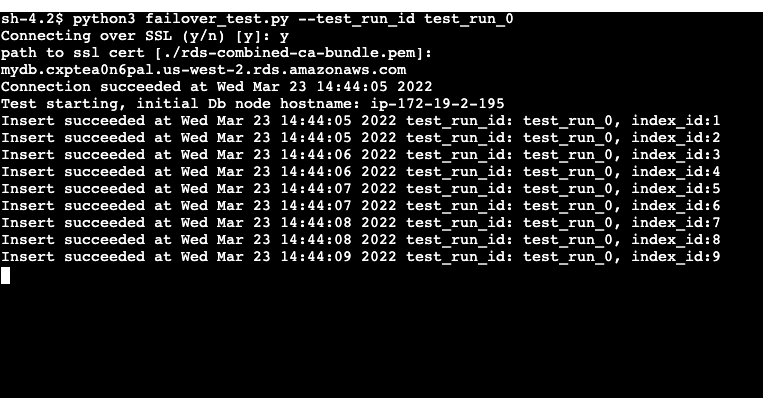 sh-4.2$ python3 failover_test.py --test_run_id test_run_0
Connecting over SSL (y/n) [y]: y
path to ssl cert [./rds-combined-ca-bundle.pem]:
mydb.cxptea0n6pal.us-west-2.rds.amazonaws.com
Connection succeeded at Wed Mar 23 14:44:05 2022
Test starting, initial Db node hostname: ip-172-19-2-195
Insert succeeded at Wed Mar 23 14:44:05 2022 test_run_id: test_run_0, index_id:1
Insert succeeded at Wed Mar 23 14:44:05 2022 test_run_id: test_run_0, index_id:2
Insert succeeded at Wed Mar 23 14:44:06 2022 test_run_id: test_run_0, index_id:3
Insert succeeded at Wed Mar 23 14:44:06 2022 test_run_id: test_run_0, index_id:4
Insert succeeded at Wed Mar 23 14:44:07 2022 test_run_id: test_run_0, index_id:5
Insert succeeded at Wed Mar 23 14:44:07 2022 test_run_id: test_run_0, index_id:6
Insert succeeded at Wed Mar 23 14:44:08 2022 test_run_id: test_run_0, index_id:7
Insert succeeded at Wed Mar 23 14:44:08 2022 test_run_id: test_run_0, index_id:8
Insert succeeded at Wed Mar 23 14:44:09 2022 test_run_id: test_run_0, index_id:9